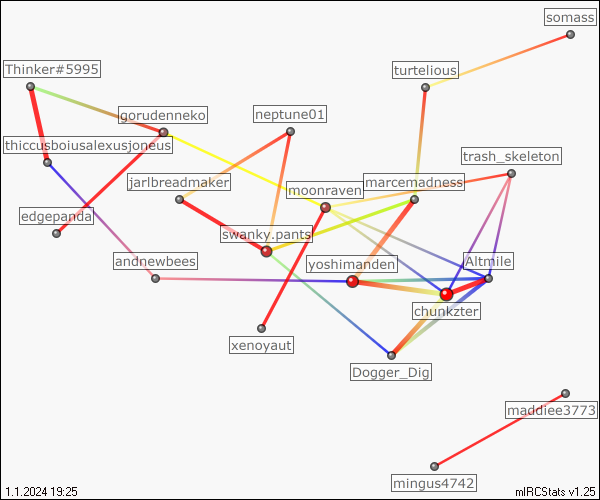 somass
Thinker#5995
turtelious
gorudenneko
neptune01
thiccusboiusalexusjoneus
trash_skeleton
jarlbreadmaker
marcemadness
moonraven
edgepanda
swanky.pants
andnewbees
yoshimanden
Altmile
chunkzter
xenoyaut
Dogger_Dig
maddiee3773
mingus4742
1.1.2024 19:25
mIRCStats v1.25